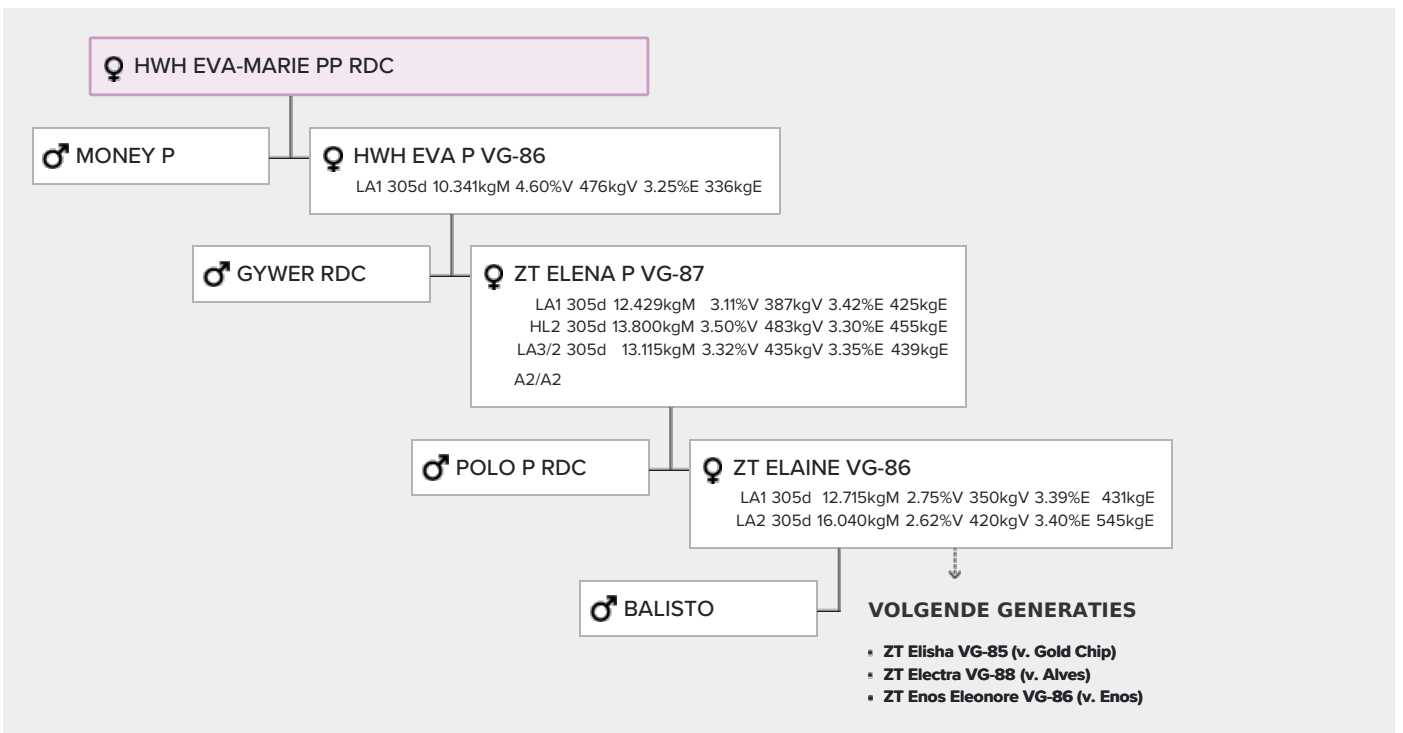 HWH EVA-MARIE PP RDC
MONEY P
HWH EVA P VG-86
LA1 305d 10.341kgM 4.60%V 476kgV 3.25%E 336kgE
GYWER RDC
ZT ELENA P VG-87
LA1 305d 12.429kgM 3.11%V 387kgV 3.42%E 425kgE
HL2 305d 13.800kgM 3.50%V 483kgV 3.30%E 455kgE
LA3/2 305d 13.115kgM 3.32%V 435kgV 3.35%E 439kgE
A2/A2
POLO P RDC
ZT ELAINE VG-86
LA1 305d 12.715kgM 2.75%V 350kgV 3.39%E 431kgE
LA2 305d 16.040kgM 2.62%V 420kgV 3.40%E 545kgE
BALISTO
VOLGENDE GENERATIES
▪ ZT Elisha VG-85 (v. Gold Chip)
▪ ZT Electra VG-88 (v. Alves)
▪ ZT Enos Eleonore VG-86 (v. Enos)